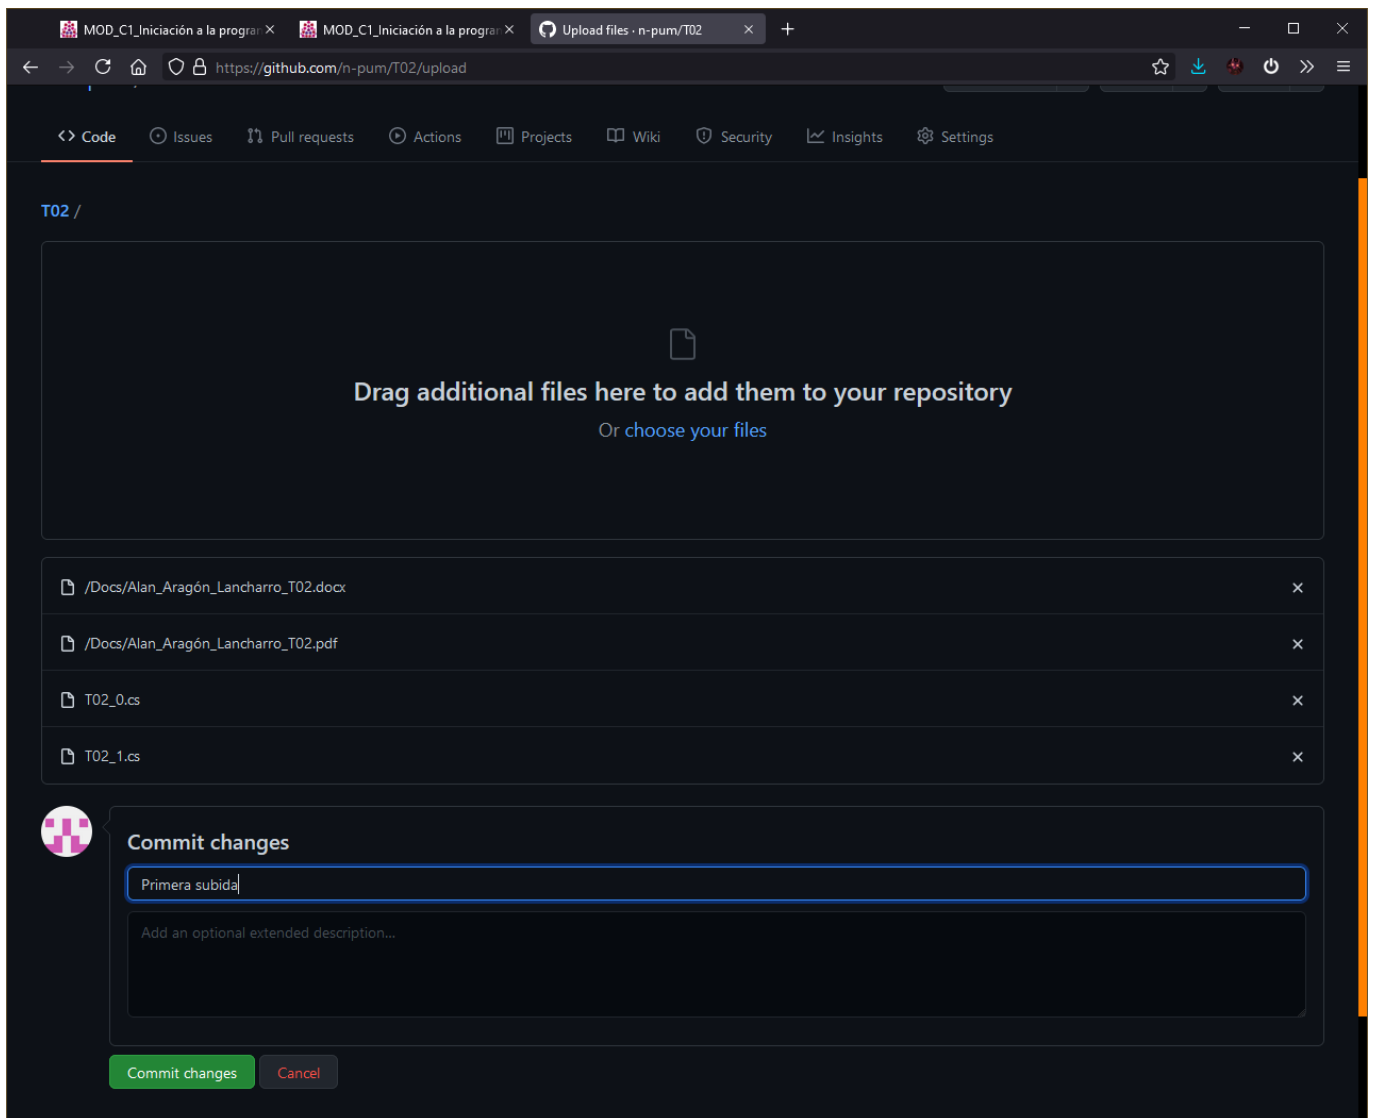 MOD_C1_Iniciación a la progra
MOD_C1_Iniciación a la progra
Upload files · n-pum/T02
https://github.com/n-pum/T02/upload
Code
Issues
Pull requests
Actions
Projects
Wiki
Security
Insights
Settings
T02 /
Drag additional files here to add them to your repository
Or choose your files
/Docs/Alan_Aragón_Lancharro_T02.docx
/Docs/Alan_Aragón_Lancharro_T02.pdf
T02_0.cs
T02_1.cs
Commit changes
Primera subida
Add an optional extended description...
Commit changes
Cancel